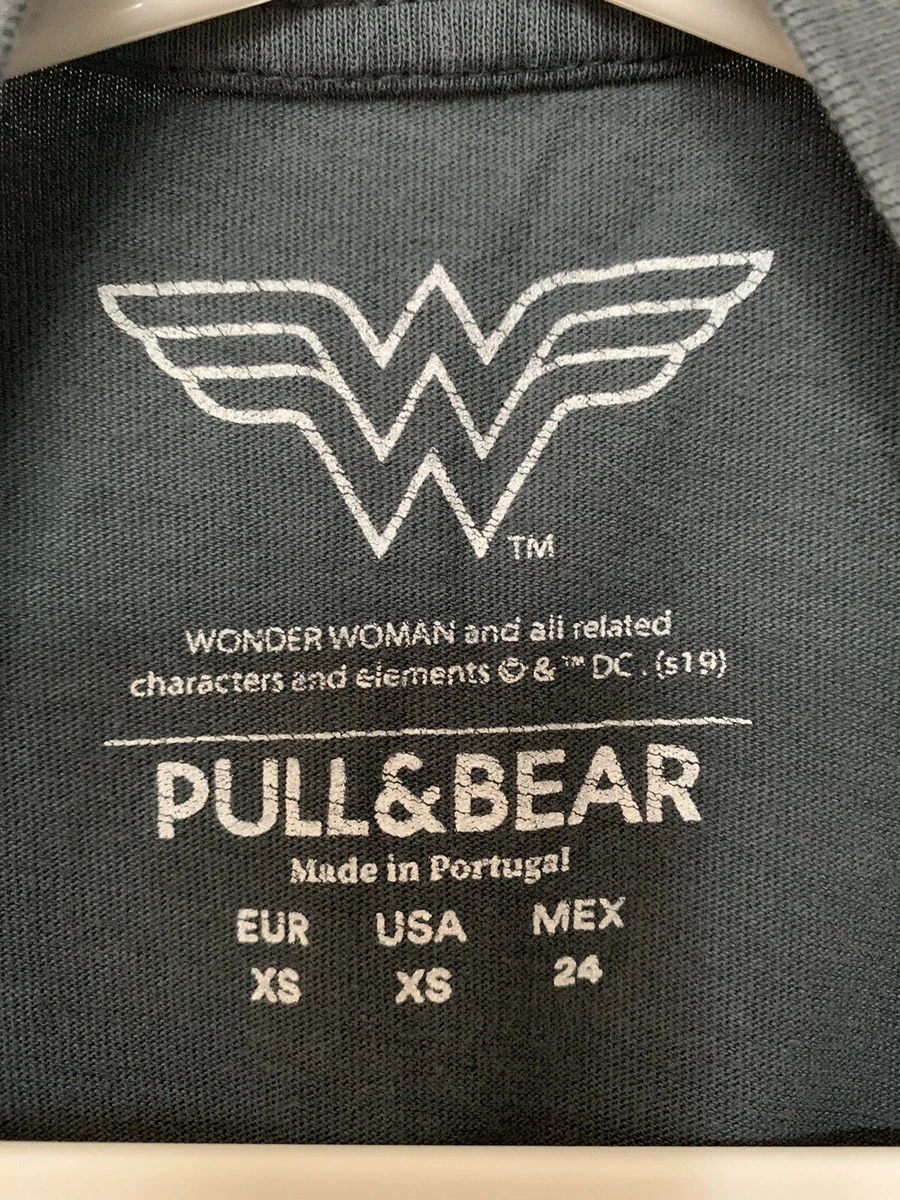 TM
WONDER WOMAN and all related
characters and elements © & ™ DC . (s19)
PULL&BEAR
Made in Portugal
EUR USA MEX
XS XS 24